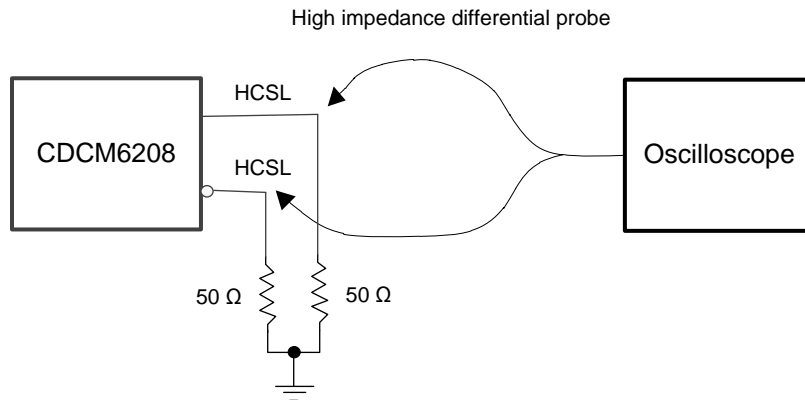 High impedance differential probe
HCSL
CDCM6208
Oscilloscope
HCSL
50 Ω
50 Ω